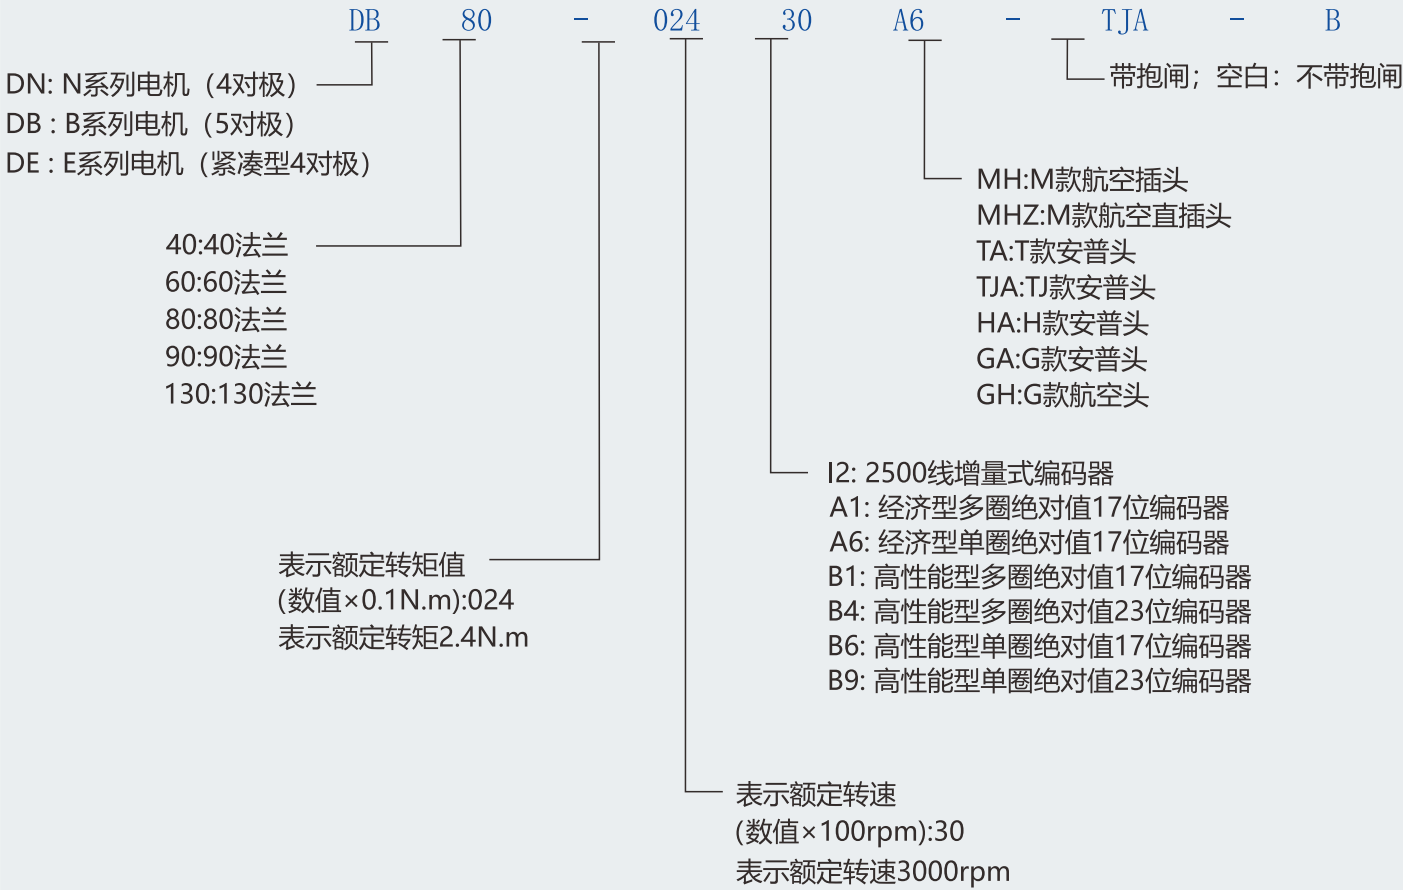 DB 80 - 024 30 A6 - TJA - B
DN: N系列电机（4对极）
DB : B系列电机（5对极）
DE : E系列电机（紧凑型4对极）
带抱闸；空白：不带抱闸
40:40法兰
60:60法兰
80:80法兰
90:90法兰
130:130法兰
MH:M款航空插头
MHZ:M款航空直插头
TA:T款安普头
TJA:TJ款安普头
HA:H款安普头
GA:G款安普头
GH:G款航空头
I2: 2500线增量式编码器
A1: 经济型多圈绝对值17位编码器
A6: 经济型单圈绝对值17位编码器
B1: 高性能型多圈绝对值17位编码器
B4: 高性能型多圈绝对值23位编码器
B6: 高性能型单圈绝对值17位编码器
B9: 高性能型单圈绝对值23位编码器
表示额定转矩值
(数值×0.1N.m):024
表示额定转矩2.4N.m
表示额定转速
(数值×100rpm):30
表示额定转速3000rpm